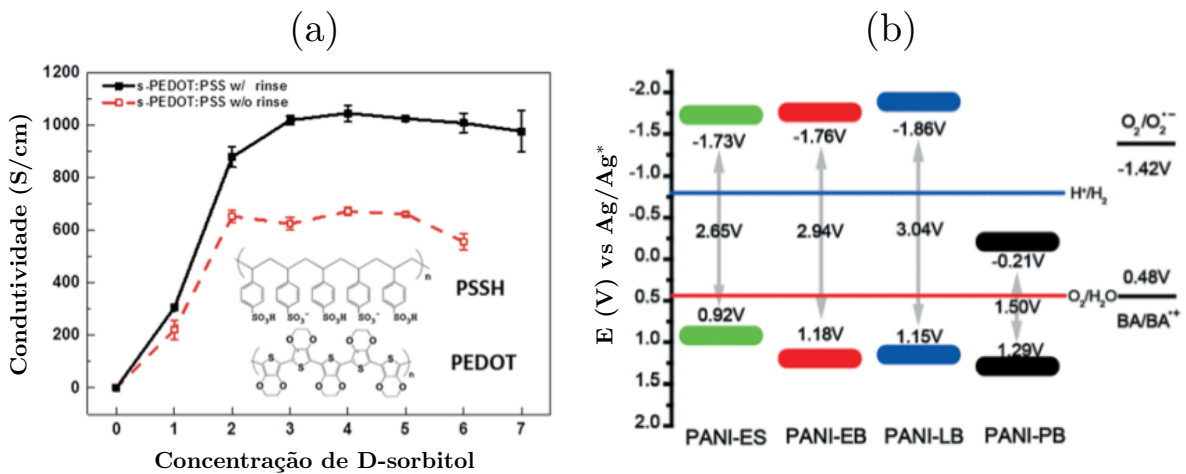 (a)
1200
1000
800
600
400
200
0
Condutividade (S/cm)
s-PEDOT:PSS w/ rinse
s-PEDOT:PSS w/o rinse
n
SO₃H SO₃⁻ SO₃H SO₃⁻ SO₃H
PSSH
S S S S S
O O O O O O O O O O
n
PEDOT
0 1 2 3 4 5 6 7
Concentração de D-sorbitol
(b)
E (V) vs Ag/Ag*
-2.0
-1.5
-1.0
-0.5
0.0
0.5
1.0
1.5
2.0
-1.73V -1.76V -1.86V
O₂/O₂•−
-1.42V
H⁺/H₂
2.65V 2.94V 3.04V
-0.21V
0.48V
O₂/H₂O
0.92V 1.18V 1.15V 1.50V
BA/BA•+
1.29V
PANI-ES PANI-EB PANI-LB PANI-PB